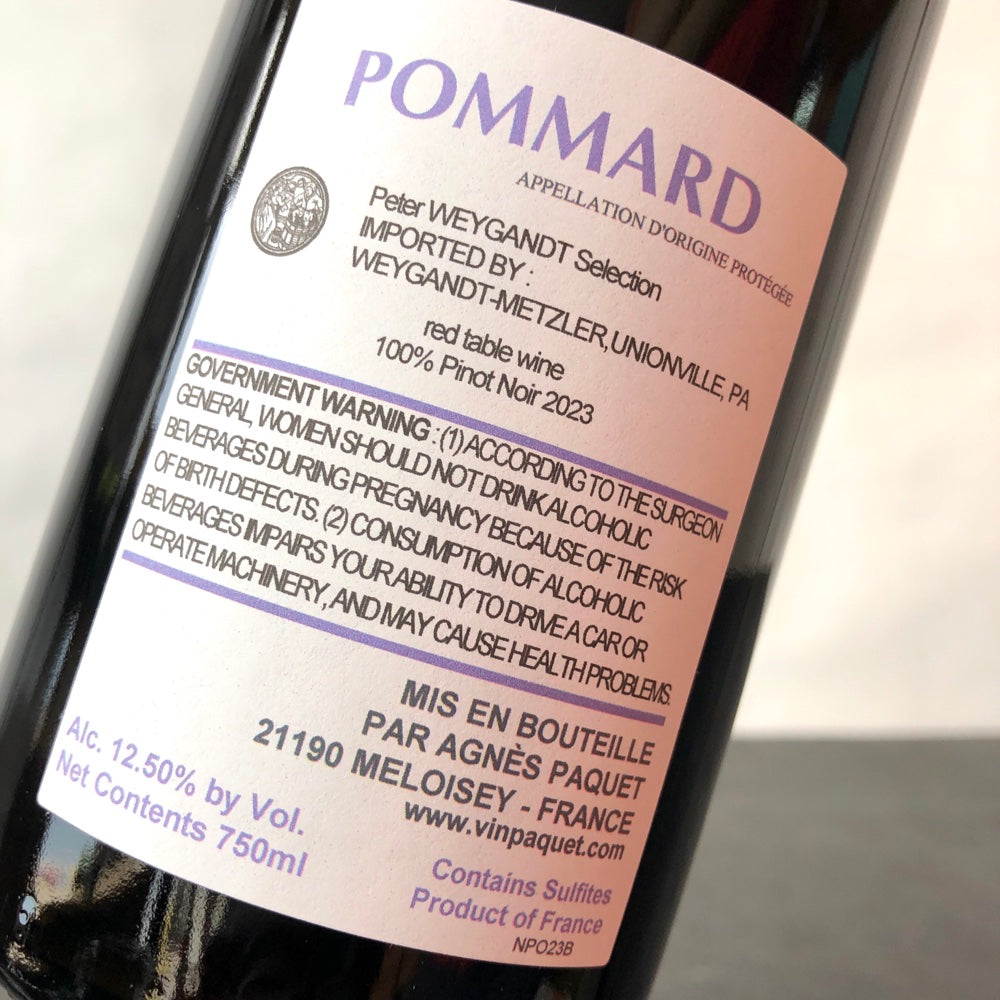 POMMARD
APPELLATION D'ORIGINE PROTÉGÉE
Peter WEYGANDT Selection
IMPORTED BY :
WEYGANDT-METZLER, UNIONVILLE, PA
red table wine
100% Pinot Noir 2023
GOVERNMENT WARNING : (1) ACCORDING TO THE SURGEON
GENERAL, WOMEN SHOULD NOT DRINK ALCOHOLIC
BEVERAGES DURING PREGNANCY BECAUSE OF THE RISK
OF BIRTH DEFECTS. (2) CONSUMPTION OF ALCOHOLIC
BEVERAGES IMPAIRS YOUR ABILITY TO DRIVE A CAR OR
OPERATE MACHINERY, AND MAY CAUSE HEALTH PROBLEMS.
MIS EN BOUTEILLE
PAR AGNÈS PAQUET
21190 MELOISEY - FRANCE
www.vinpaquet.com
Alc. 12.50% by Vol.
Net Contents 750ml
Contains Sulfites
Product of France
NPO23B